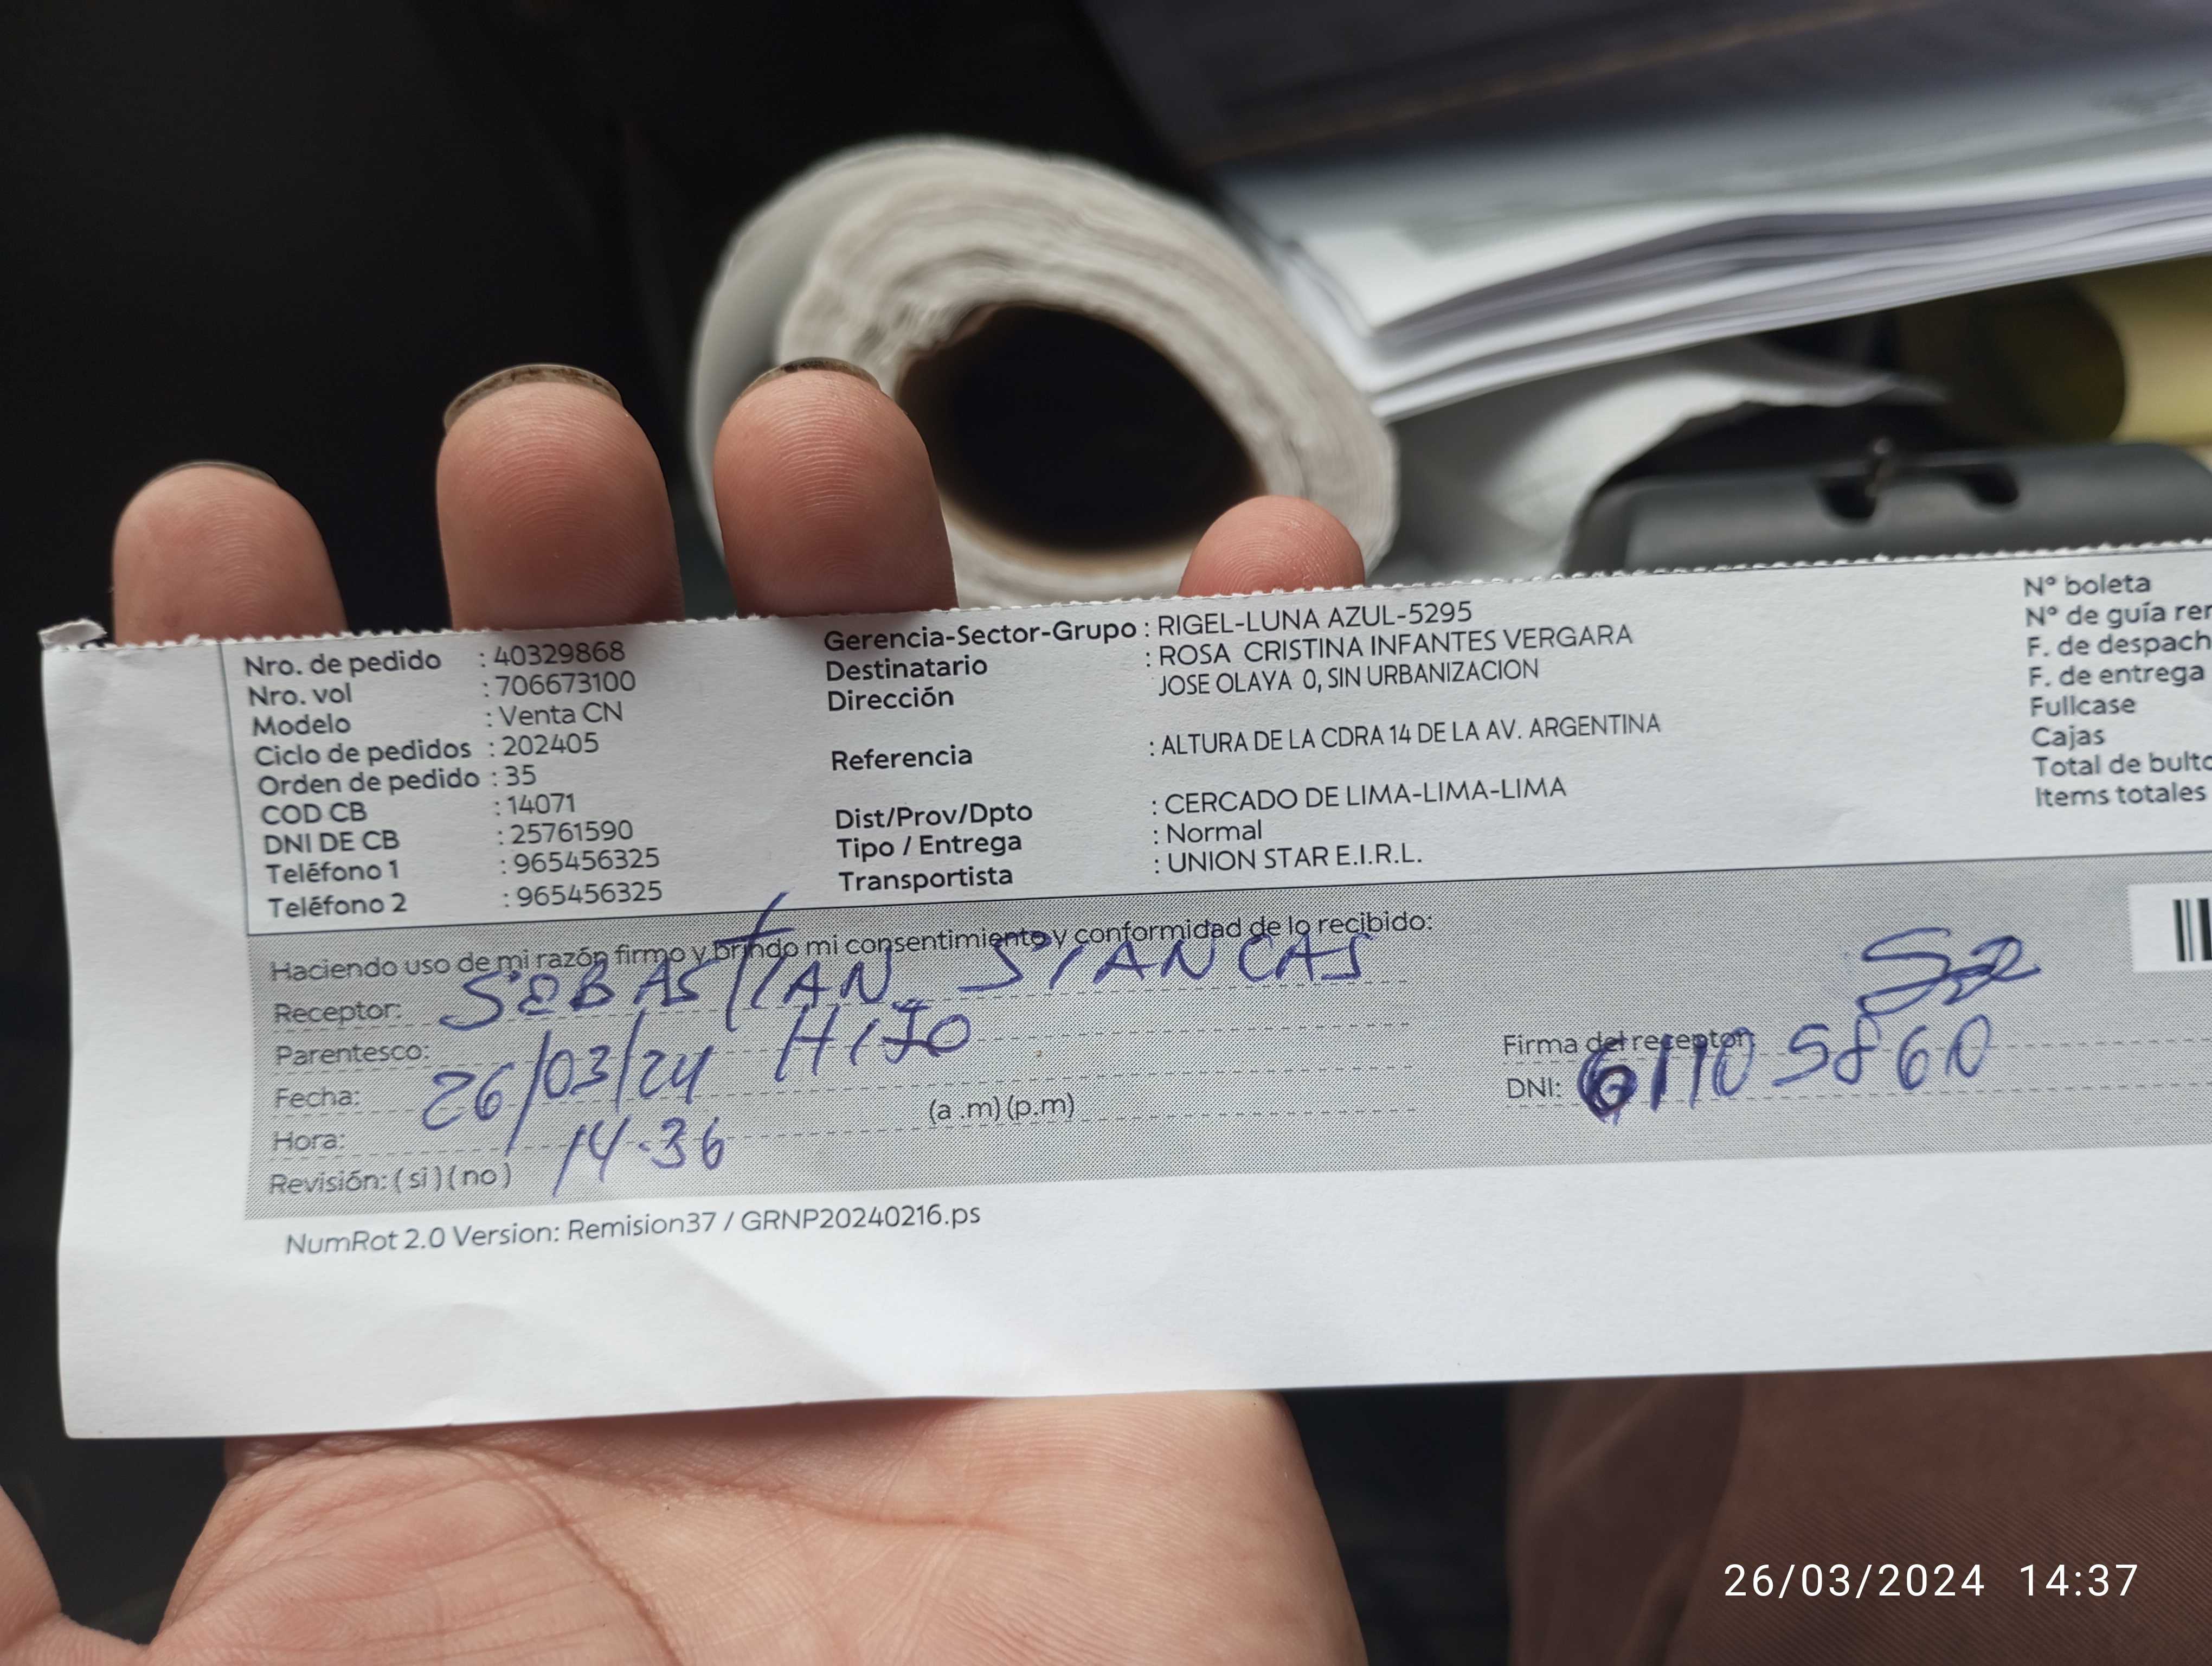 Nro. de pedido : 40329868
Nro. vol : 706673100
Modelo : Venta CN
Ciclo de pedidos : 202405
Orden de pedido : 35
COD CB : 14071
DNI DE CB : 25761590
Teléfono 1 : 965456325
Teléfono 2 : 965456325
Gerencia-Sector-Grupo : RIGEL-LUNA AZUL-5295
Destinatario : ROSA CRISTINA INFANTES VERGARA
Dirección JOSE OLAYA 0, SIN URBANIZACION
Referencia : ALTURA DE LA CDRA 14 DE LA AV. ARGENTINA
Dist/Prov/Dpto : CERCADO DE LIMA-LIMA-LIMA
Tipo / Entrega : Normal
Transportista : UNION STAR E.I.R.L.
N° boleta
N° de guía rer
F. de despach
F. de entrega
Fullcase
Cajas
Total de bulto
Items totales
Haciendo uso de mi razón firmo y brindo mi consentimiento y conformidad de lo recibido:
Receptor: SEBASTIAN SIANCAS
Parentesco: HIJO
Fecha: 26/03/24
Hora: 14.36 (a .m) (p.m)
Revisión: ( si ) ( no )
Firma del receptor
DNI: 61105860
NumRot 2.0 Version: Remision37 / GRNP20240216.ps
26/03/2024 14:37